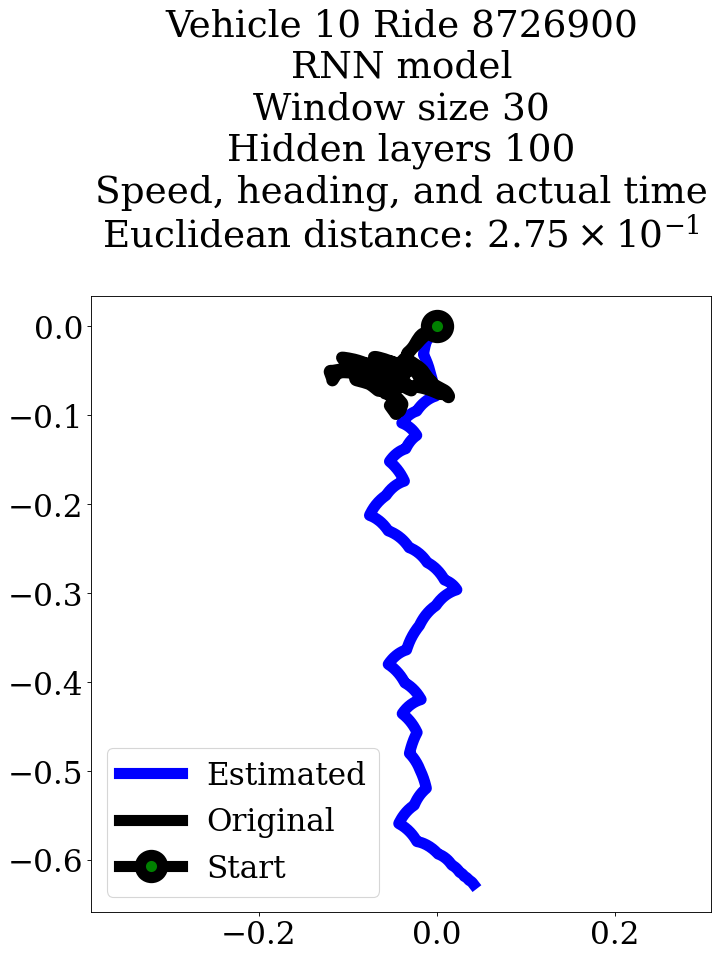 Vehicle 10 Ride 8726900
RNN model
Window size 30
Hidden layers 100
Speed, heading, and actual time
Euclidean distance: 2.75 × 10⁻¹
0.0
−0.1
−0.2
−0.3
−0.4
−0.5
−0.6
Estimated
Original
Start
−0.2 0.0 0.2